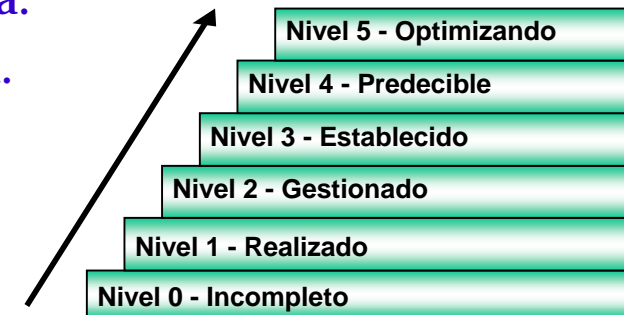 a.
.
Nivel 5 - Optimizando
Nivel 4 - Predecible
Nivel 3 - Establecido
Nivel 2 - Gestionado
Nivel 1 - Realizado
Nivel 0 - Incompleto